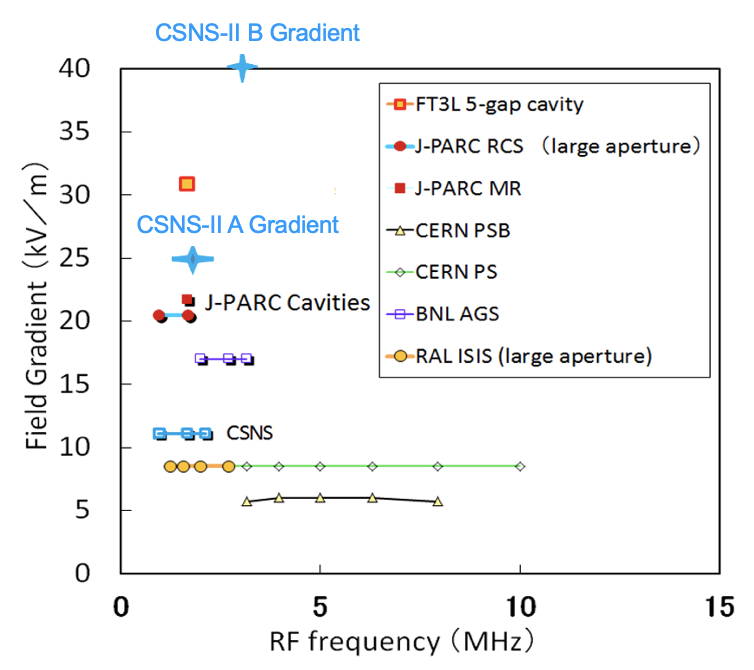 CSNS-II B Gradient
40
35
30
25
20
15
10
5
0
Field Gradient (kV／m)
FT3L 5-gap cavity
J-PARC RCS （large aperture）
J-PARC MR
CERN PSB
CERN PS
BNL AGS
RAL ISIS (large aperture)
CSNS-II A Gradient
J-PARC Cavities
CSNS
0
5
10
15
RF frequency （MHz）